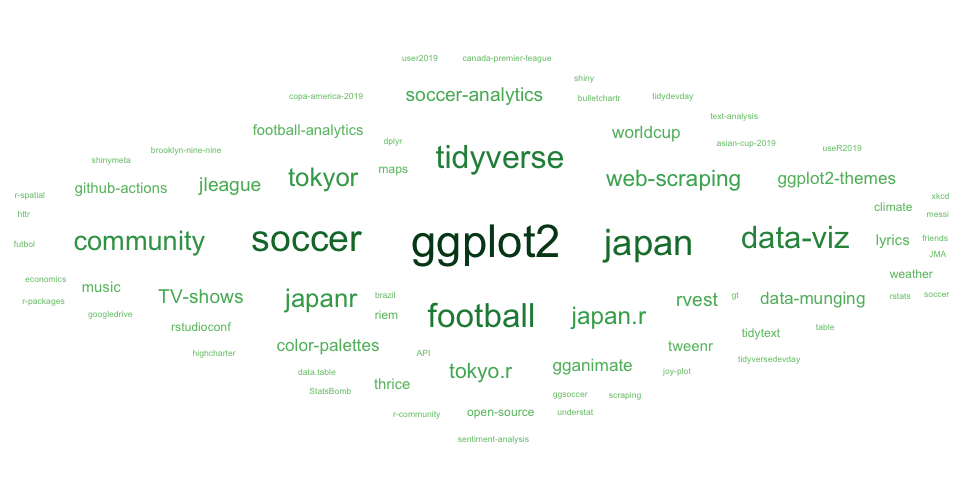 user2019 canada-premier-league
shiny
copa-america-2019 soccer-analytics bulletchartr tidydevday
text-analysis
football-analytics worldcup
dplyr asian-cup-2019
brooklyn-nine-nine tidyverse useR2019
shinymeta maps
github-actions jleague tokyor web-scraping ggplot2-themes
r-spatial xkcd
httr climate messi
futbol community soccer ggplot2 japan data-viz lyrics friends
JMA
economics weather
r-packages music TV-shows japanr brazil rvest gt data-munging rstats soccer
googledrive riem football japan.r
rstudioconf tidytext table
highcharter color-palettes API tweenr tidyversedevday
data.table tokyo.r gganimate joy-plot
StatsBomb thrice ggsoccer scraping
r-community open-source understat
sentiment-analysis